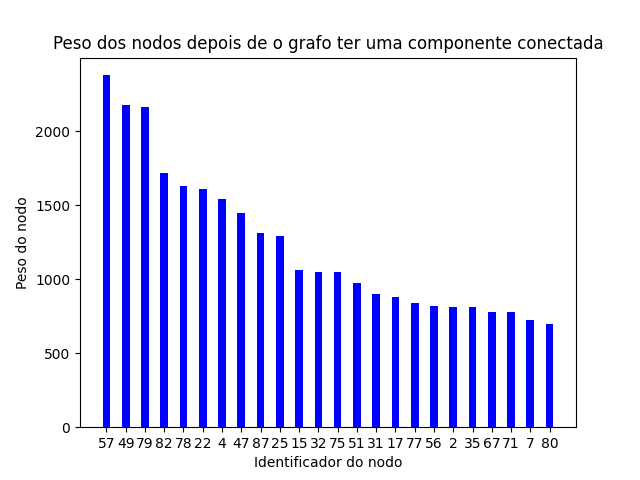 Peso dos nodos depois de o grafo ter uma componente conectada
Peso do nodo
2000
1500
1000
500
0
57 49 79 82 78 22 4 47 87 25 15 32 75 51 31 17 77 56 2 35 67 71 7 80
Identificador do nodo